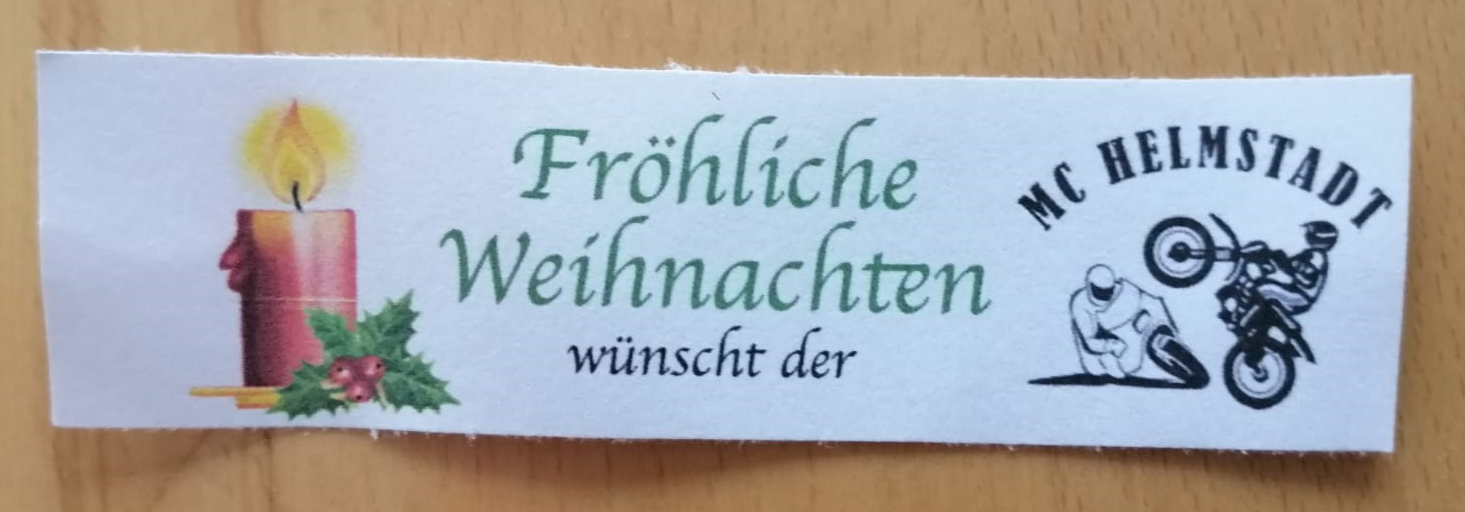 Fröhliche
Weihnachten
wünscht der
MC HELMSTADT